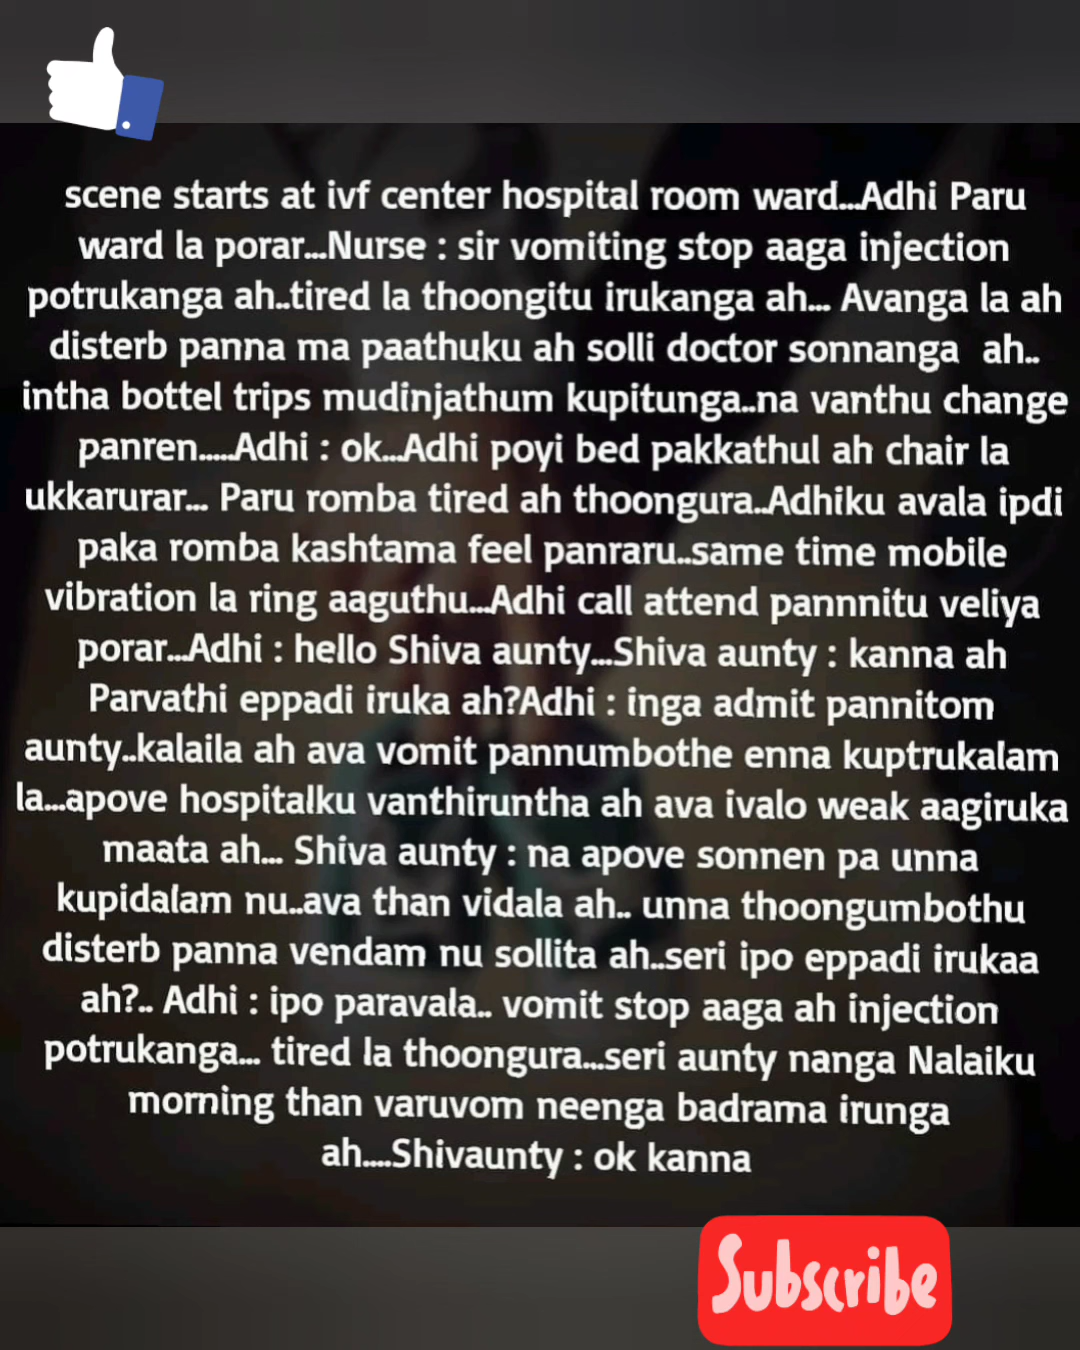 scene starts at ivf center hospital room ward...Adhi Paru
ward la porar...Nurse : sir vomiting stop aaga injection
potrukanga ah..tired la thoongitu irukanga ah... Avanga la ah
disterb panna ma paathuku ah solli doctor sonnanga  ah..
intha bottel trips mudinjathum kupitunga..na vanthu change
panren.....Adhi : ok...Adhi poyi bed pakkathul ah chair la
ukkarurar... Paru romba tired ah thoongura..Adhiku avala ipdi
paka romba kashtama feel panraru..same time mobile
vibration la ring aaguthu...Adhi call attend pannnitu veliya
porar...Adhi : hello Shiva aunty...Shiva aunty : kanna ah
Parvathi eppadi iruka ah?Adhi : inga admit pannitom
aunty..kalaila ah ava vomit pannumbothe enna kuptrukalam
la...apove hospitalku vanthiruntha ah ava ivalo weak aagiruka
maata ah... Shiva aunty : na apove sonnen pa unna
kupidalam nu..ava than vidala ah.. unna thoongumbothu
disterb panna vendam nu sollita ah..seri ipo eppadi irukaa
ah?.. Adhi : ipo paravala.. vomit stop aaga ah injection
potrukanga... tired la thoongura...seri aunty nanga Nalaiku
morning than varuvom neenga badrama irunga
ah....Shivaunty : ok kanna
Subscribe